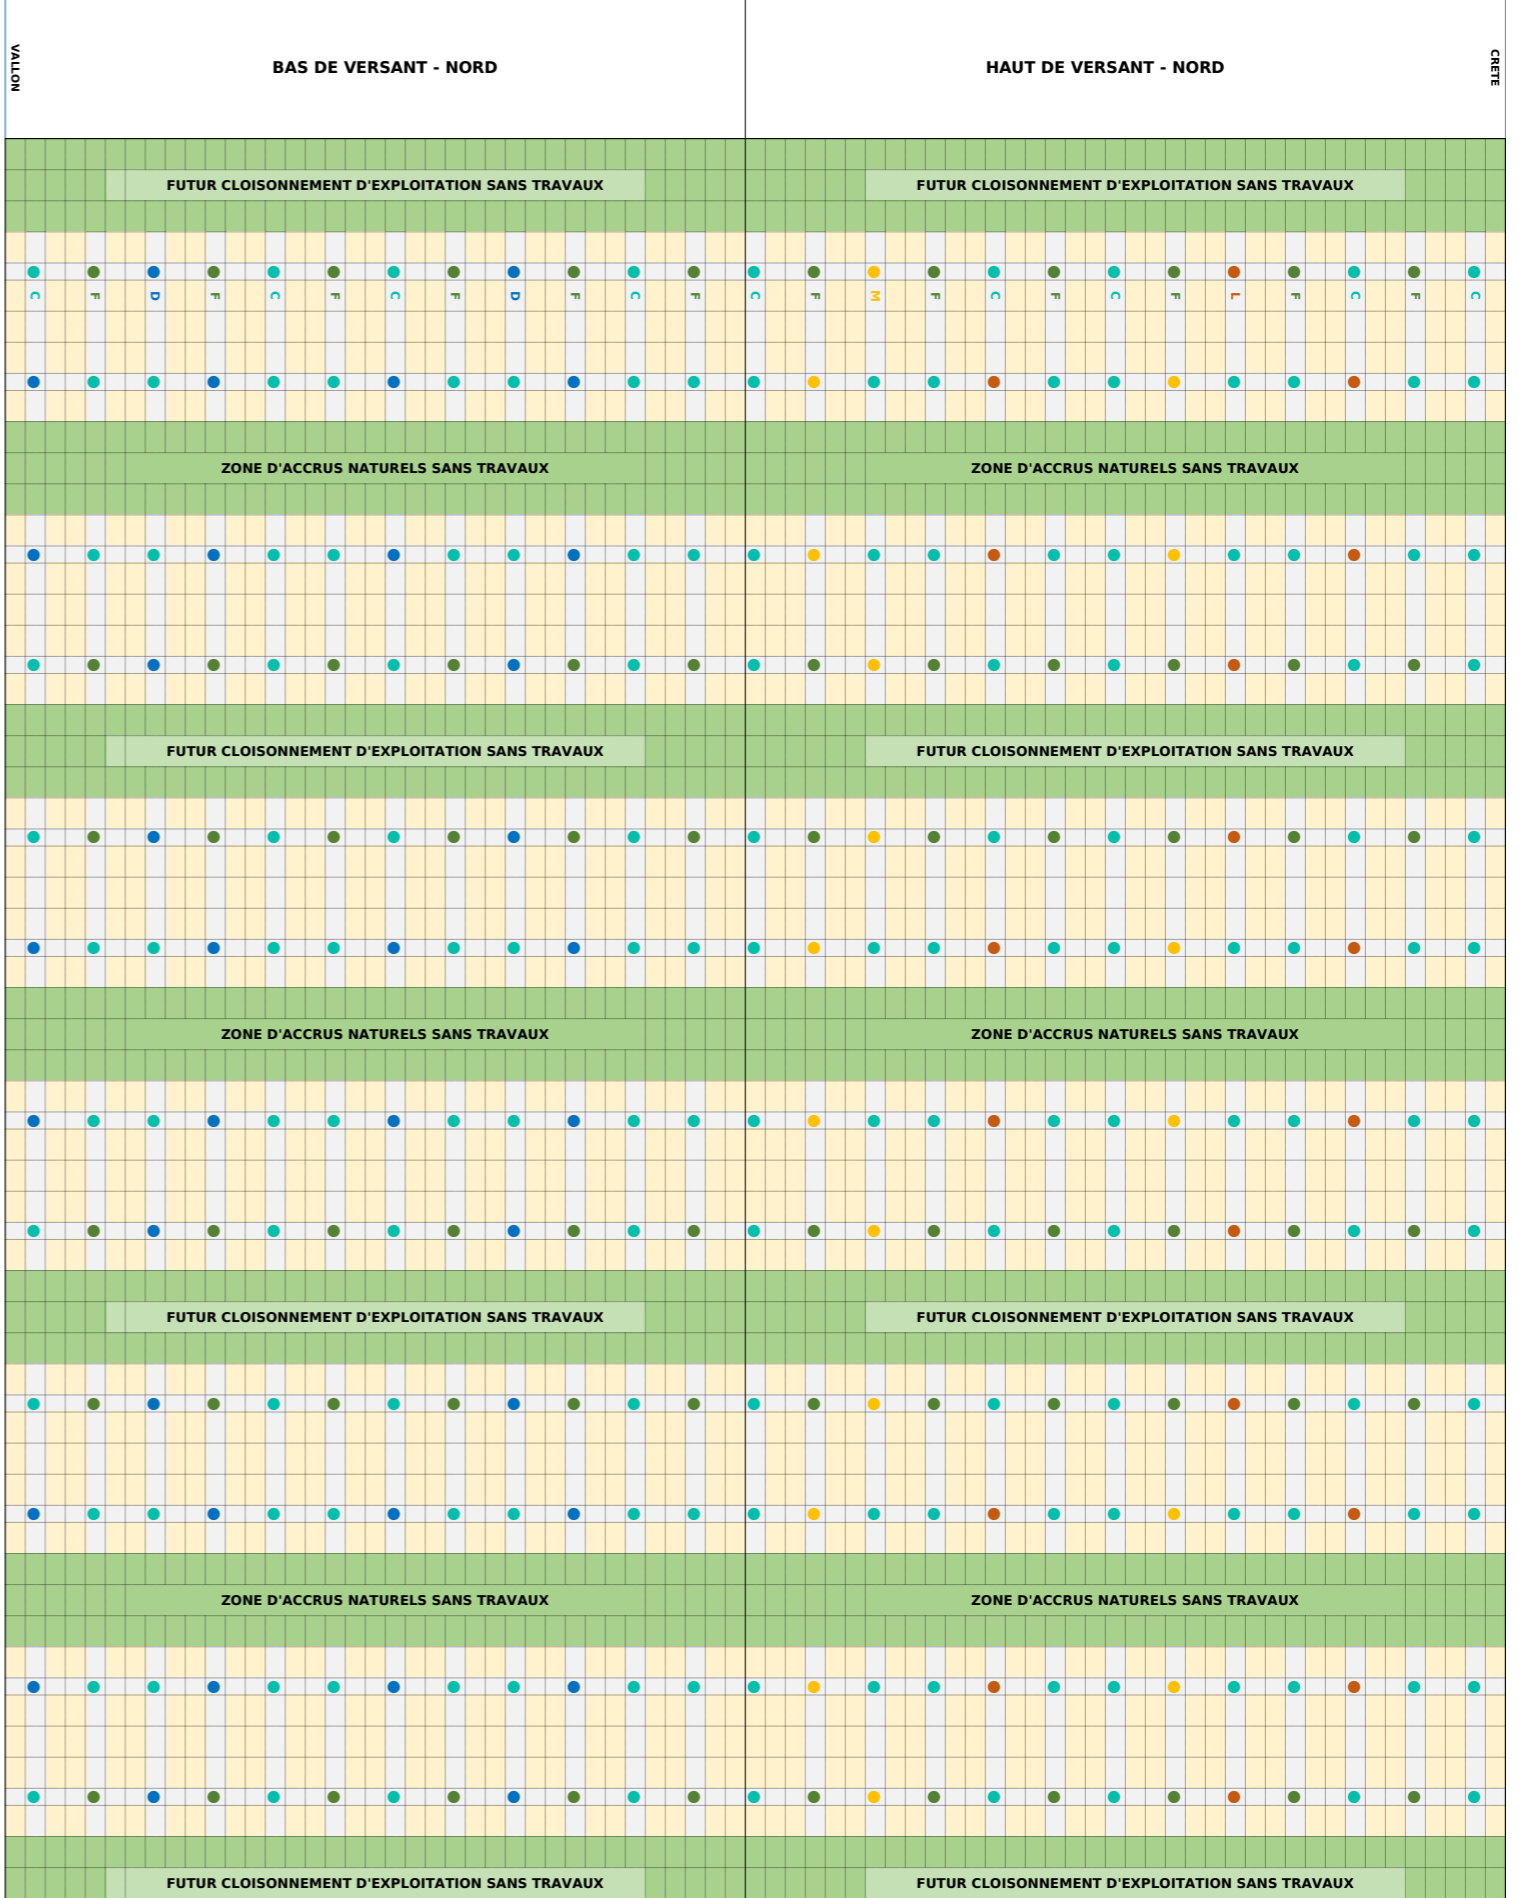 VALLON
BAS DE VERSANT - NORD
HAUT DE VERSANT - NORD
CRETE
FUTUR CLOISONNEMENT D'EXPLOITATION SANS TRAVAUX
FUTUR CLOISONNEMENT D'EXPLOITATION SANS TRAVAUX
C F D F C F C F D F C F C F M F C F C F L F C F C
ZONE D'ACCRUS NATURELS SANS TRAVAUX
ZONE D'ACCRUS NATURELS SANS TRAVAUX
FUTUR CLOISONNEMENT D'EXPLOITATION SANS TRAVAUX
FUTUR CLOISONNEMENT D'EXPLOITATION SANS TRAVAUX
ZONE D'ACCRUS NATURELS SANS TRAVAUX
ZONE D'ACCRUS NATURELS SANS TRAVAUX
FUTUR CLOISONNEMENT D'EXPLOITATION SANS TRAVAUX
FUTUR CLOISONNEMENT D'EXPLOITATION SANS TRAVAUX
ZONE D'ACCRUS NATURELS SANS TRAVAUX
ZONE D'ACCRUS NATURELS SANS TRAVAUX
FUTUR CLOISONNEMENT D'EXPLOITATION SANS TRAVAUX
FUTUR CLOISONNEMENT D'EXPLOITATION SANS TRAVAUX